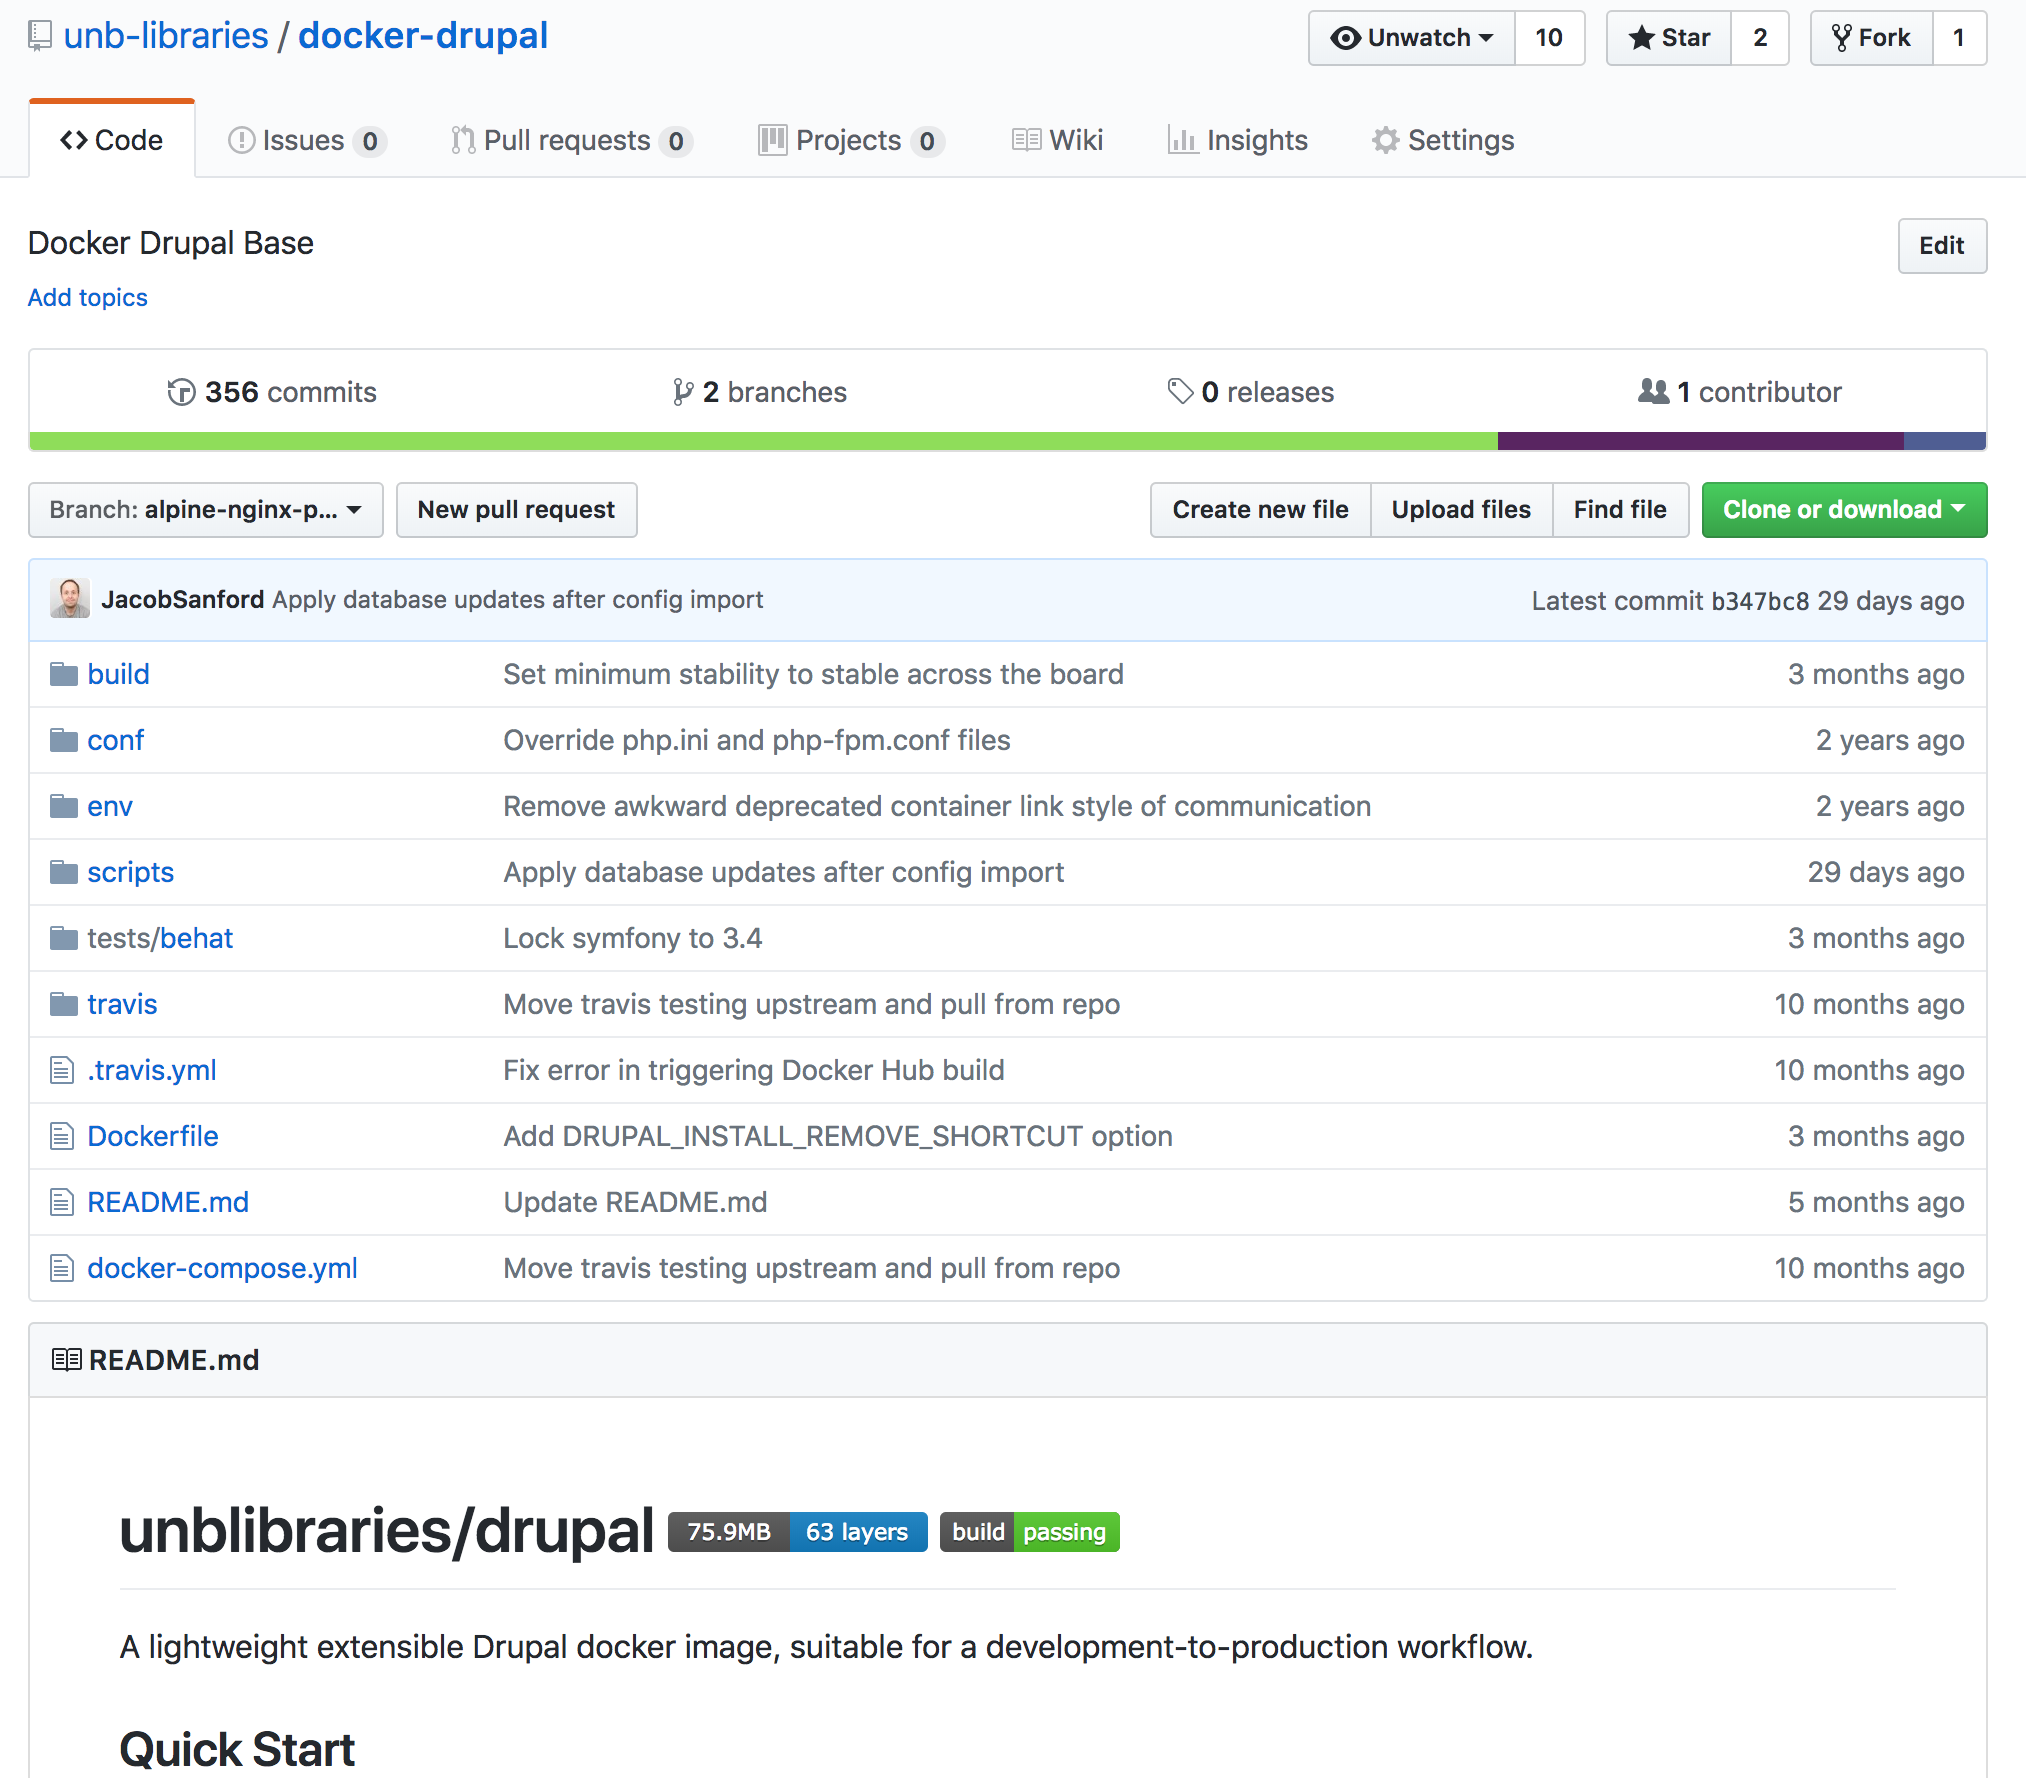 unb-libraries / docker-drupal
Unwatch 10 Star 2 Fork 1
Code Issues 0 Pull requests 0 Projects 0 Wiki Insights Settings
Docker Drupal Base Edit
Add topics
356 commits 2 branches 0 releases 1 contributor
Branch: alpine-nginx-p... New pull request Create new file Upload files Find file Clone or download
JacobSanford Apply database updates after config import Latest commit b347bc8 29 days ago
build Set minimum stability to stable across the board 3 months ago
conf Override php.ini and php-fpm.conf files 2 years ago
env Remove awkward deprecated container link style of communication 2 years ago
scripts Apply database updates after config import 29 days ago
tests/behat Lock symfony to 3.4 3 months ago
travis Move travis testing upstream and pull from repo 10 months ago
.travis.yml Fix error in triggering Docker Hub build 10 months ago
Dockerfile Add DRUPAL_INSTALL_REMOVE_SHORTCUT option 3 months ago
README.md Update README.md 5 months ago
docker-compose.yml Move travis testing upstream and pull from repo 10 months ago
README.md
unblibraries/drupal 75.9MB 63 layers build passing
A lightweight extensible Drupal docker image, suitable for a development-to-production workflow.
Quick Start